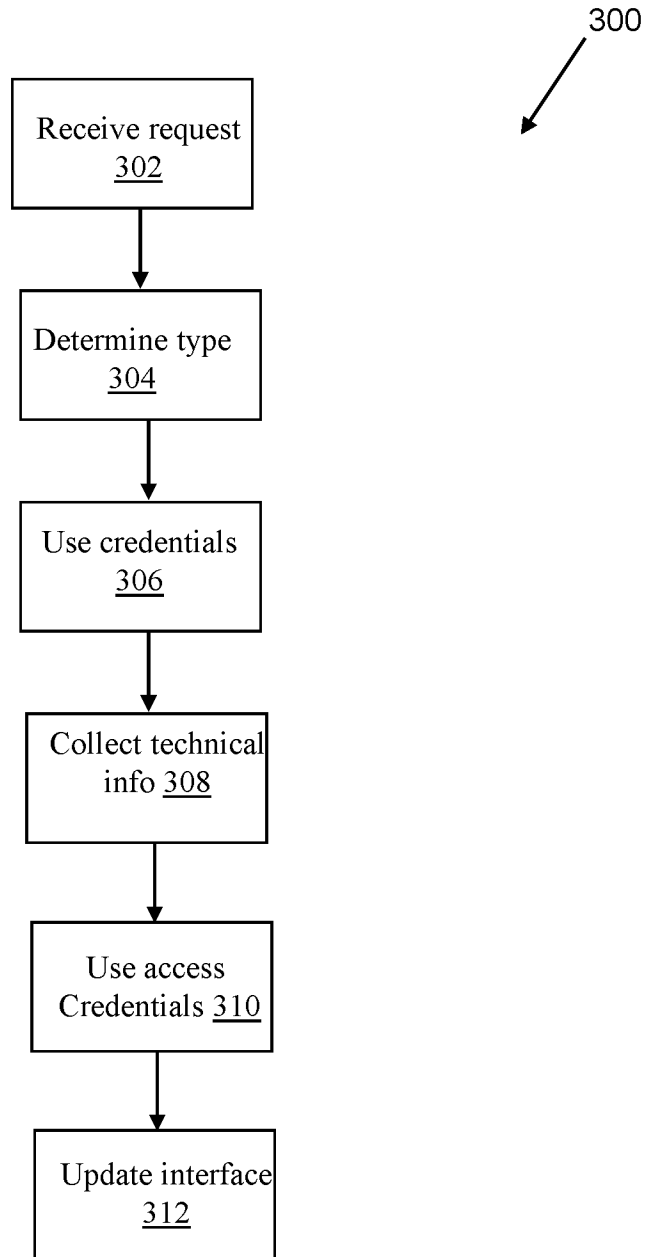 300
Receive request
302
Determine type
304
Use credentials
306
Collect technical
info 308
Use access
Credentials 310
Update interface
312